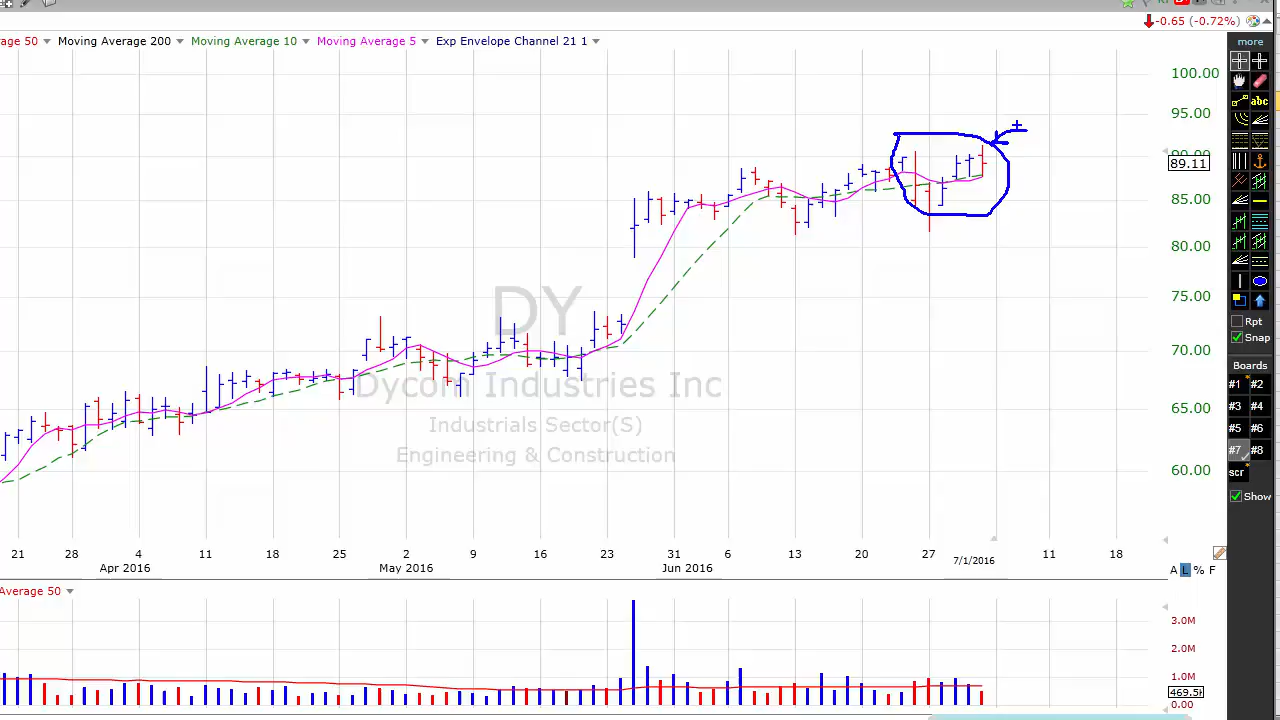 -0.65 (-0.72%)
age 50 Moving Average 200 Moving Average 10 Moving Average 5 Exp Envelope Channel 21 1
more
100.00
95.00
89.11
85.00
80.00
75.00
70.00
65.00
60.00
DY
Dycom Industries Inc
Industrials Sector(S)
Engineering & Construction
abc
Rpt
Snap
Boards
#1 #2
#3 #4
#5 #6
#7 #8
scr
Show
21 28 4 11 18 25 2 9 16 23 31 6 13 20 27 11 18
Apr 2016 May 2016 Jun 2016 7/1/2016
A L % F
Average 50
3.0M
2.0M
1.0M
469.5K
0.00